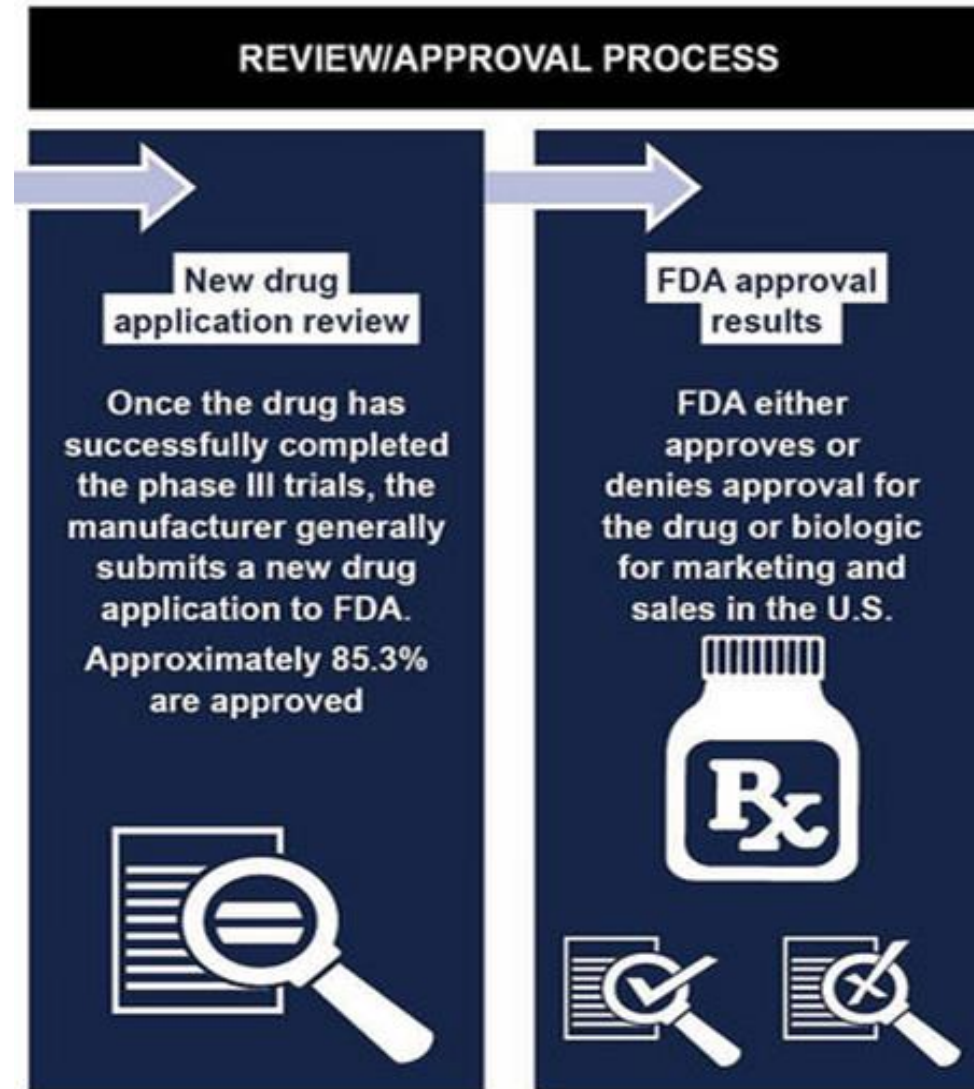 REVIEW/APPROVAL PROCESS
New drug
application review
Once the drug has
successfully completed
the phase III trials, the
manufacturer generally
submits a new drug
application to FDA.
Approximately 85.3%
are approved
FDA approval
results
FDA either
approves or
denies approval for
the drug or biologic
for marketing and
sales in the U.S.
Rx